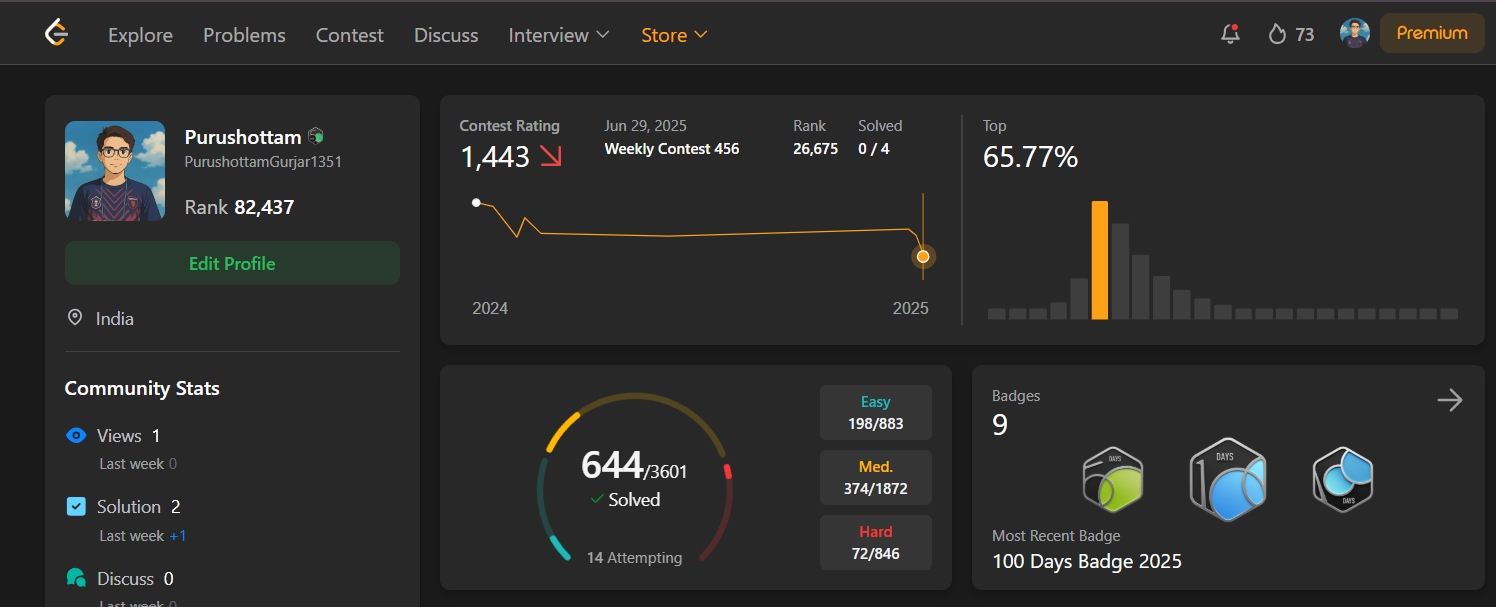 Explore Problems Contest Discuss Interview Store 73 Premium
Purushottam
PurushottamGurjar1351
Rank 82,437
Edit Profile
India
Community Stats
Views 1
Last week 0
Solution 2
Last week +1
Discuss 0
Last week 0
Contest Rating
1,443
Jun 29, 2025
Weekly Contest 456
Rank
26,675
Solved
0 / 4
2024 2025
Top
65.77%
644/3601
Solved
14 Attempting
Easy
198/883
Med.
374/1872
Hard
72/846
Badges
9
DAYS
DAYS
DAYS
Most Recent Badge
100 Days Badge 2025